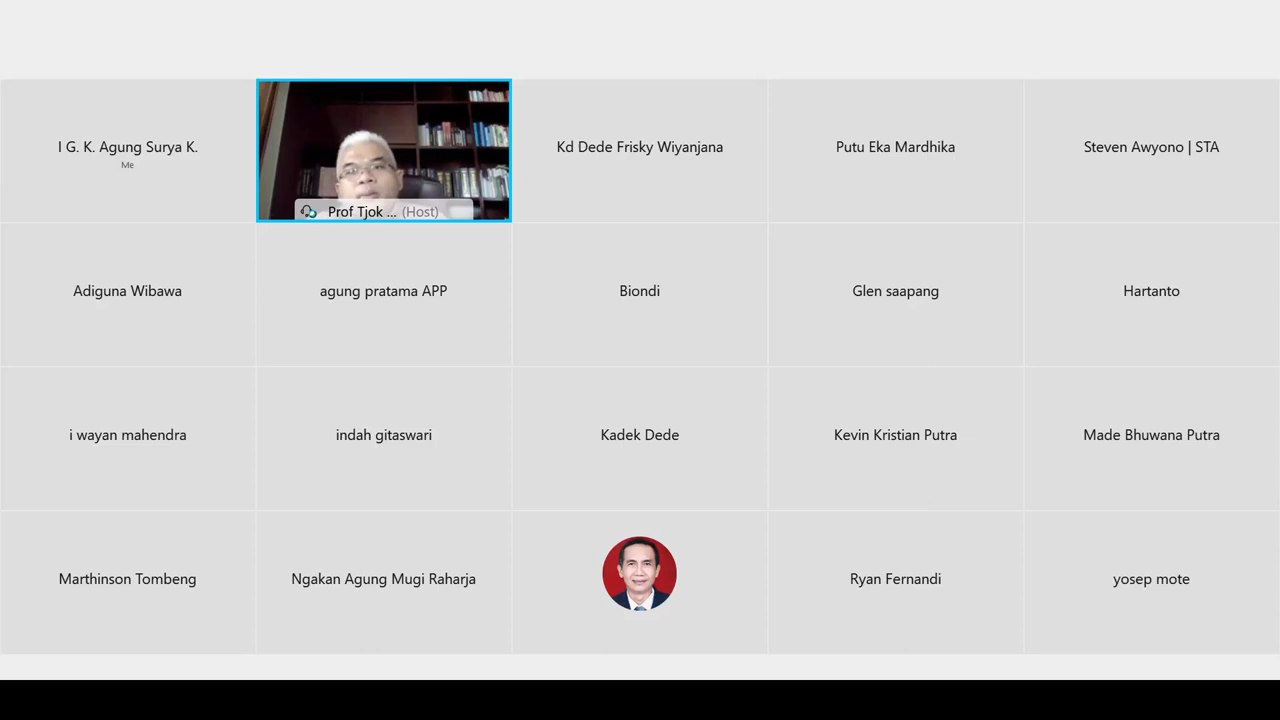 I G. K. Agung Surya K.
Me
Prof Tjok ... (Host)
Kd Dede Frisky Wiyanjana
Putu Eka Mardhika
Steven Awyono | STA
Adiguna Wibawa
agung pratama APP
Biondi
Glen saapang
Hartanto
i wayan mahendra
indah gitaswari
Kadek Dede
Kevin Kristian Putra
Made Bhuwana Putra
Marthinson Tombeng
Ngakan Agung Mugi Raharja
Ryan Fernandi
yosep mote